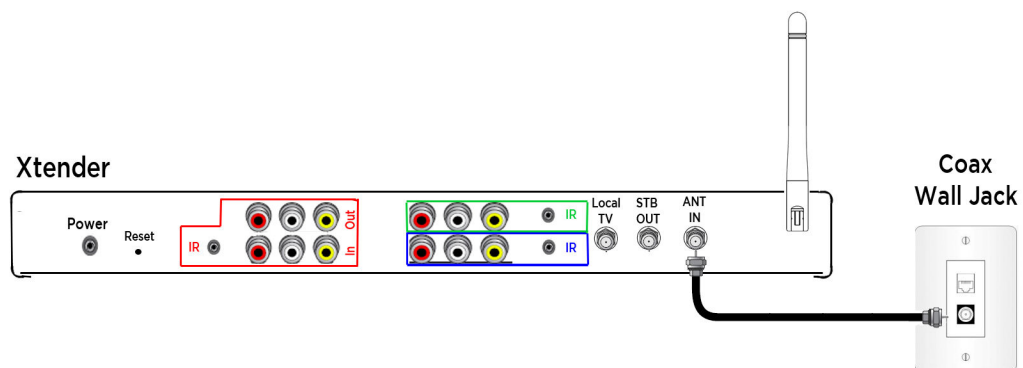 Xtender
Coax
Wall Jack
Power
Reset
IR
Out
In
IR
IR
Local
TV
STB
OUT
ANT
IN